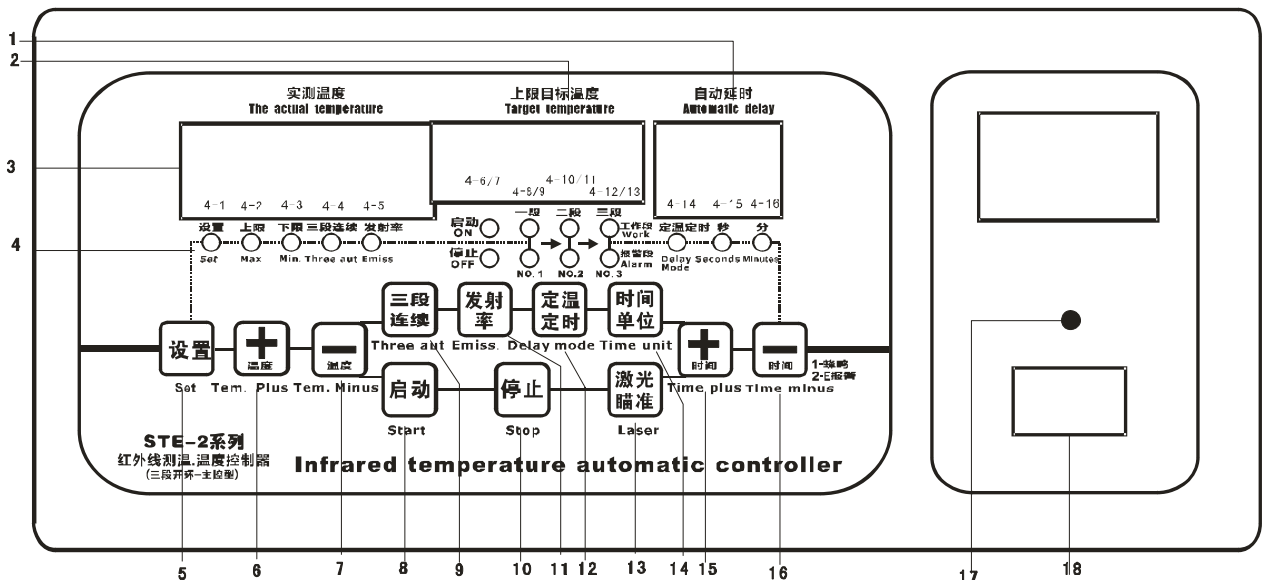 1
2
实测温度
The actual temperature
上限目标温度
Target temperature
自动延时
Automatic delay
3
4-6/7
4-10/11
4-8/9
4-12/13
4-1
4-2
4-3
4-4
4-5
4-14
4-15
4-16
4
设置
上限
下限
三段连续
发射率
启动
ON
停止
OFF
一段
二段
三段
工作段
Work
报警段
Alarm
定温定时
秒
分
Set
Max
Min.
Three aut
Emiss
NO.1
NO.2
NO.3
Delay
Mode
Seconds
Minutes
三段
连续
发射
率
定温
定时
时间
单位
Three aut
Emiss.
Delay mode
Time unit
设置
+
温度
—
温度
+
时间
—
时间
1-蜂鸣
2-E报警
Set
Tem. Plus
Tem. Minus
启动
停止
激光
瞄准
Time plus
Time minus
Start
Stop
Laser
STE-2系列
红外线测温.温度控制器
(三段开环-主控型)
Infrared temperature automatic controller
5
6
7
8
9
10
11
12
13
14
15
16
17
18